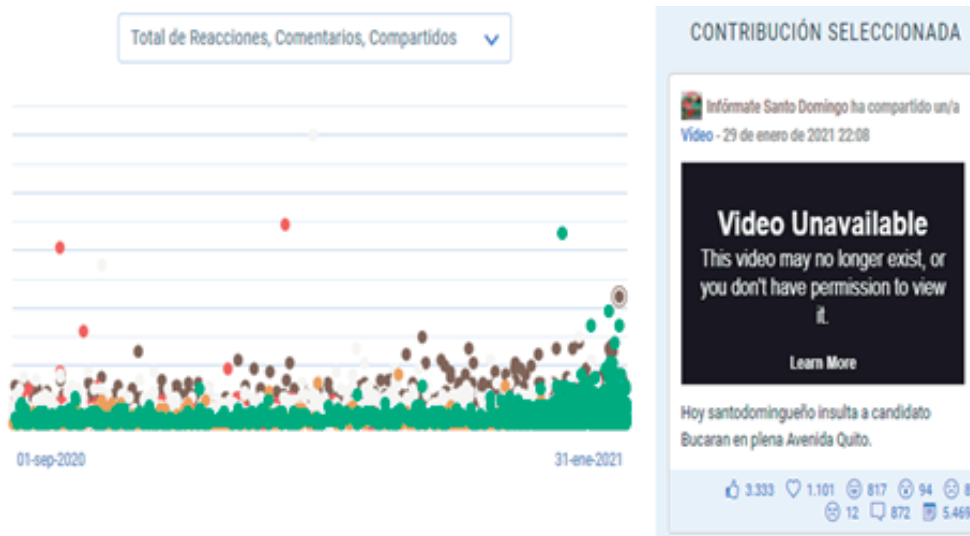 Total de Reacciones, Comentarios, Compartidos
01-sep-2020
31-ene-2021
CONTRIBUCIÓN SELECCIONADA
Infórmate Santo Domingo ha compartido un/a
Vídeo - 29 de enero de 2021 22:08
Video Unavailable
This video may no longer exist, or
you don't have permission to view
it.
Learn More
Hoy santodomingueño insulta a candidato
Bucaran en plena Avenida Quito.
3.333 1.101 817 94 8
12 872 5.469